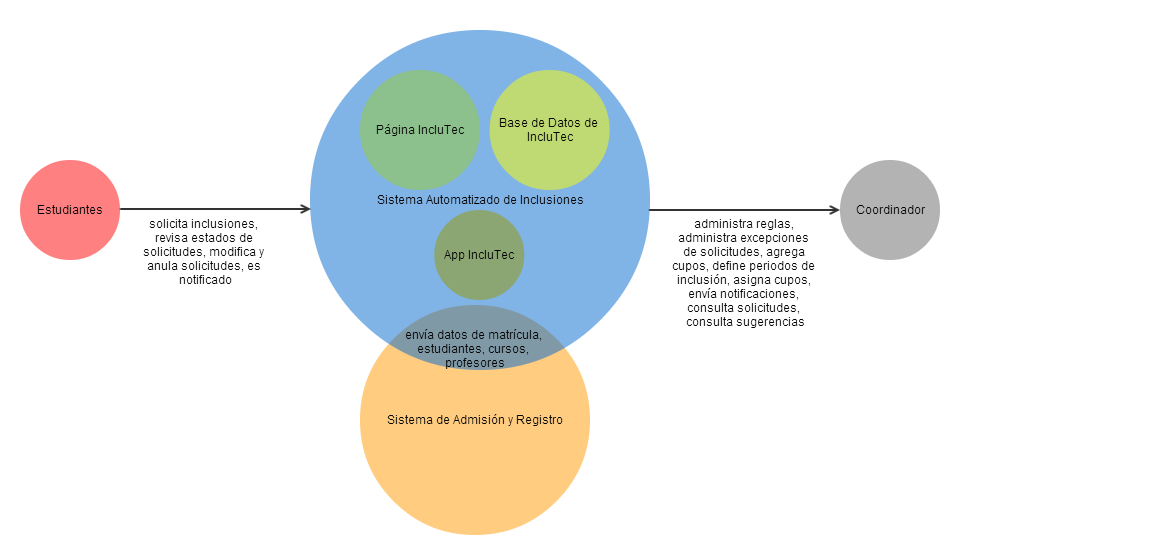 Página IncluTec
Base de Datos de
IncluTec
Sistema Automatizado de Inclusiones
Estudiantes
solicita inclusiones,
revisa estados de
solicitudes, modifica y
anula solicitudes, es
notificado
App IncluTec
Coordinador
administra reglas,
administra excepciones
de solicitudes, agrega
cupos, define periodos de
inclusión, asigna cupos,
envía notificaciones,
consulta solicitudes,
consulta sugerencias
envía datos de matrícula,
estudiantes, cursos,
profesores
Sistema de Admisión y Registro